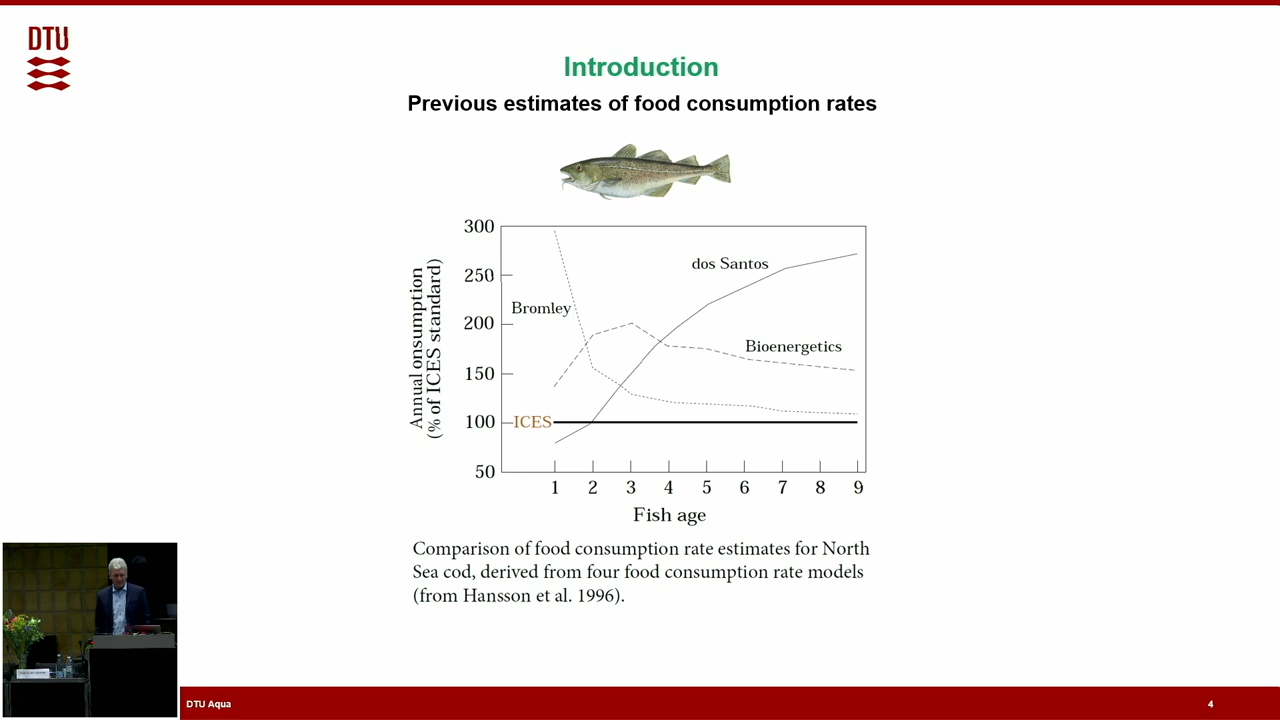 DTU
Introduction
Previous estimates of food consumption rates
300
250
200
150
100
50
Annual onsumption
(% of ICES standard)
dos Santos
Bromley
Bioenergetics
ICES
1 2 3 4 5 6 7 8 9
Fish age
Comparison of food consumption rate estimates for North
Sea cod, derived from four food consumption rate models
(from Hansson et al. 1996).
DTU Aqua
4